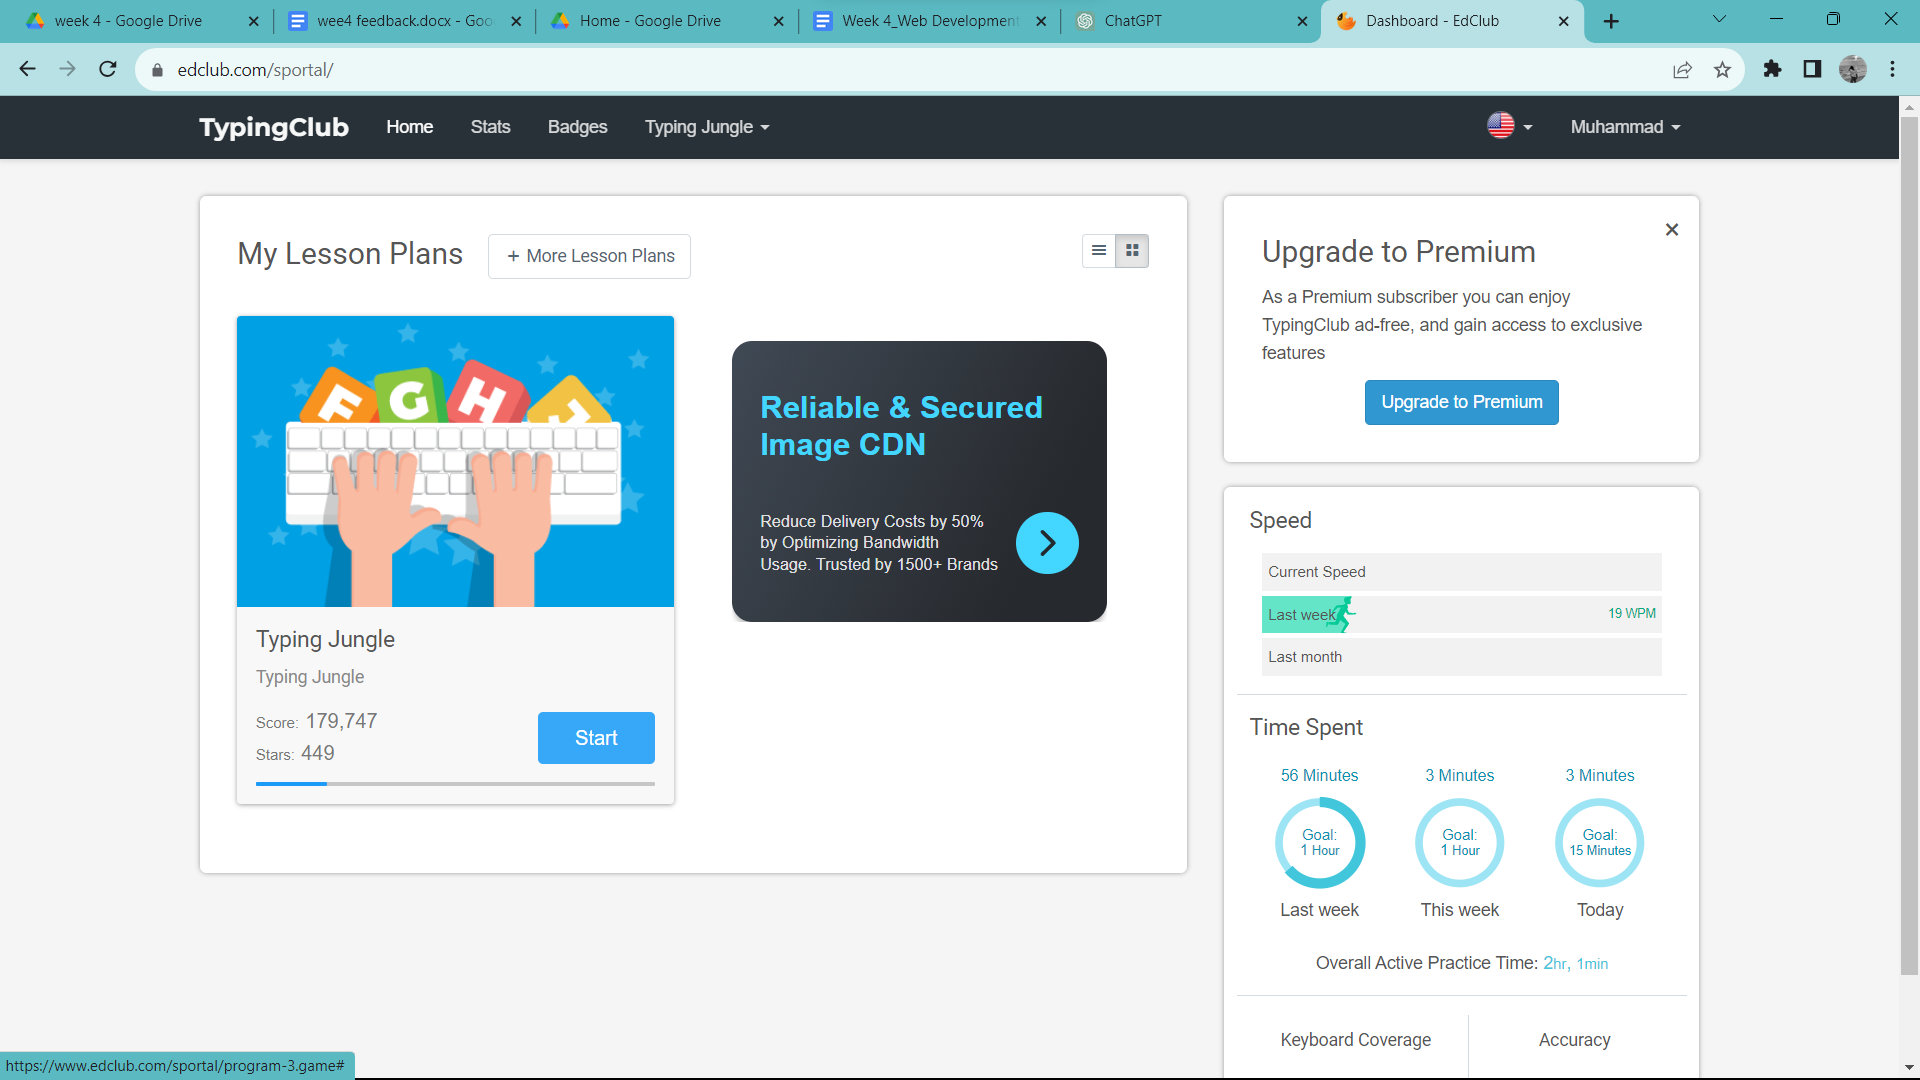 week 4 - Google Drive
wee4 feedback.docx - Goo
Home - Google Drive
Week 4_Web Development
ChatGPT
Dashboard - EdClub
edclub.com/sportal/
TypingClub
Home
Stats
Badges
Typing Jungle
Muhammad
My Lesson Plans
+ More Lesson Plans
F G H J
Typing Jungle
Typing Jungle
Score: 179,747
Stars: 449
Start
Reliable & Secured
Image CDN
Reduce Delivery Costs by 50%
by Optimizing Bandwidth
Usage. Trusted by 1500+ Brands
Upgrade to Premium
As a Premium subscriber you can enjoy
TypingClub ad-free, and gain access to exclusive
features
Upgrade to Premium
Speed
Current Speed
Last week 19 WPM
Last month
Time Spent
56 Minutes
3 Minutes
3 Minutes
Goal:
1 Hour
Goal:
1 Hour
Goal:
15 Minutes
Last week
This week
Today
Overall Active Practice Time: 2hr, 1min
Keyboard Coverage
Accuracy
https://www.edclub.com/sportal/program-3.game#